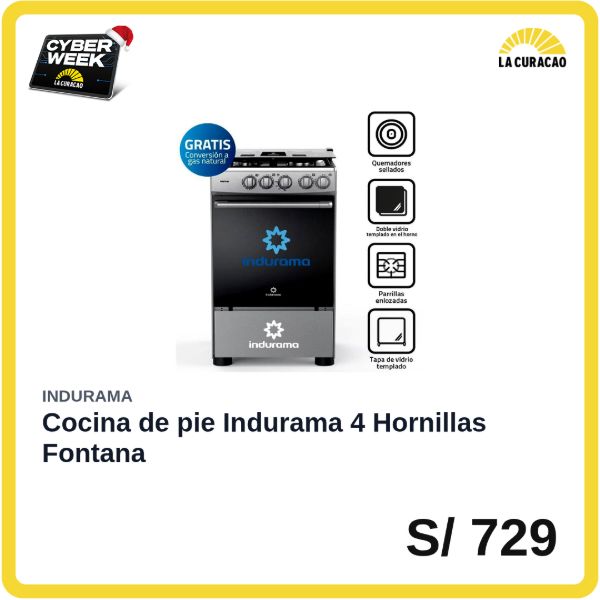 CYBER
WEEK
LA CURACAO
LA CURACAO
GRATIS
Conversión a
gas natural
Quemadores
sellados
Doble vidrio
templado en el horno
Parrillas
enlozadas
Tapa de vidrio
templado
indurama
indurama
INDURAMA
Cocina de pie Indurama 4 Hornillas
Fontana
S/ 729